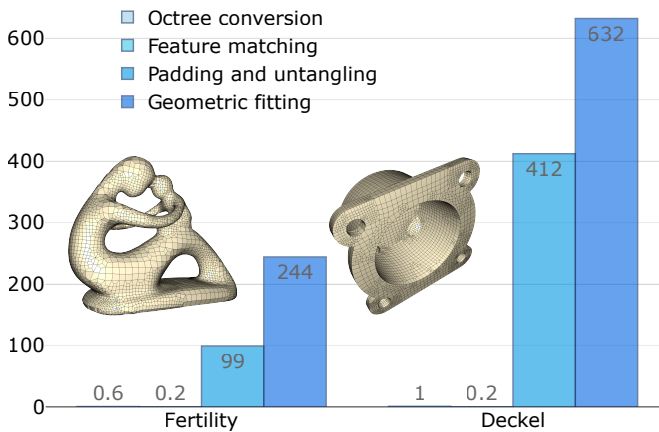 Octree conversion
Feature matching
Padding and untangling
Geometric fitting
600
500
400
300
200
100
0
0.6
0.2
99
244
1
0.2
412
632
Fertility
Deckel